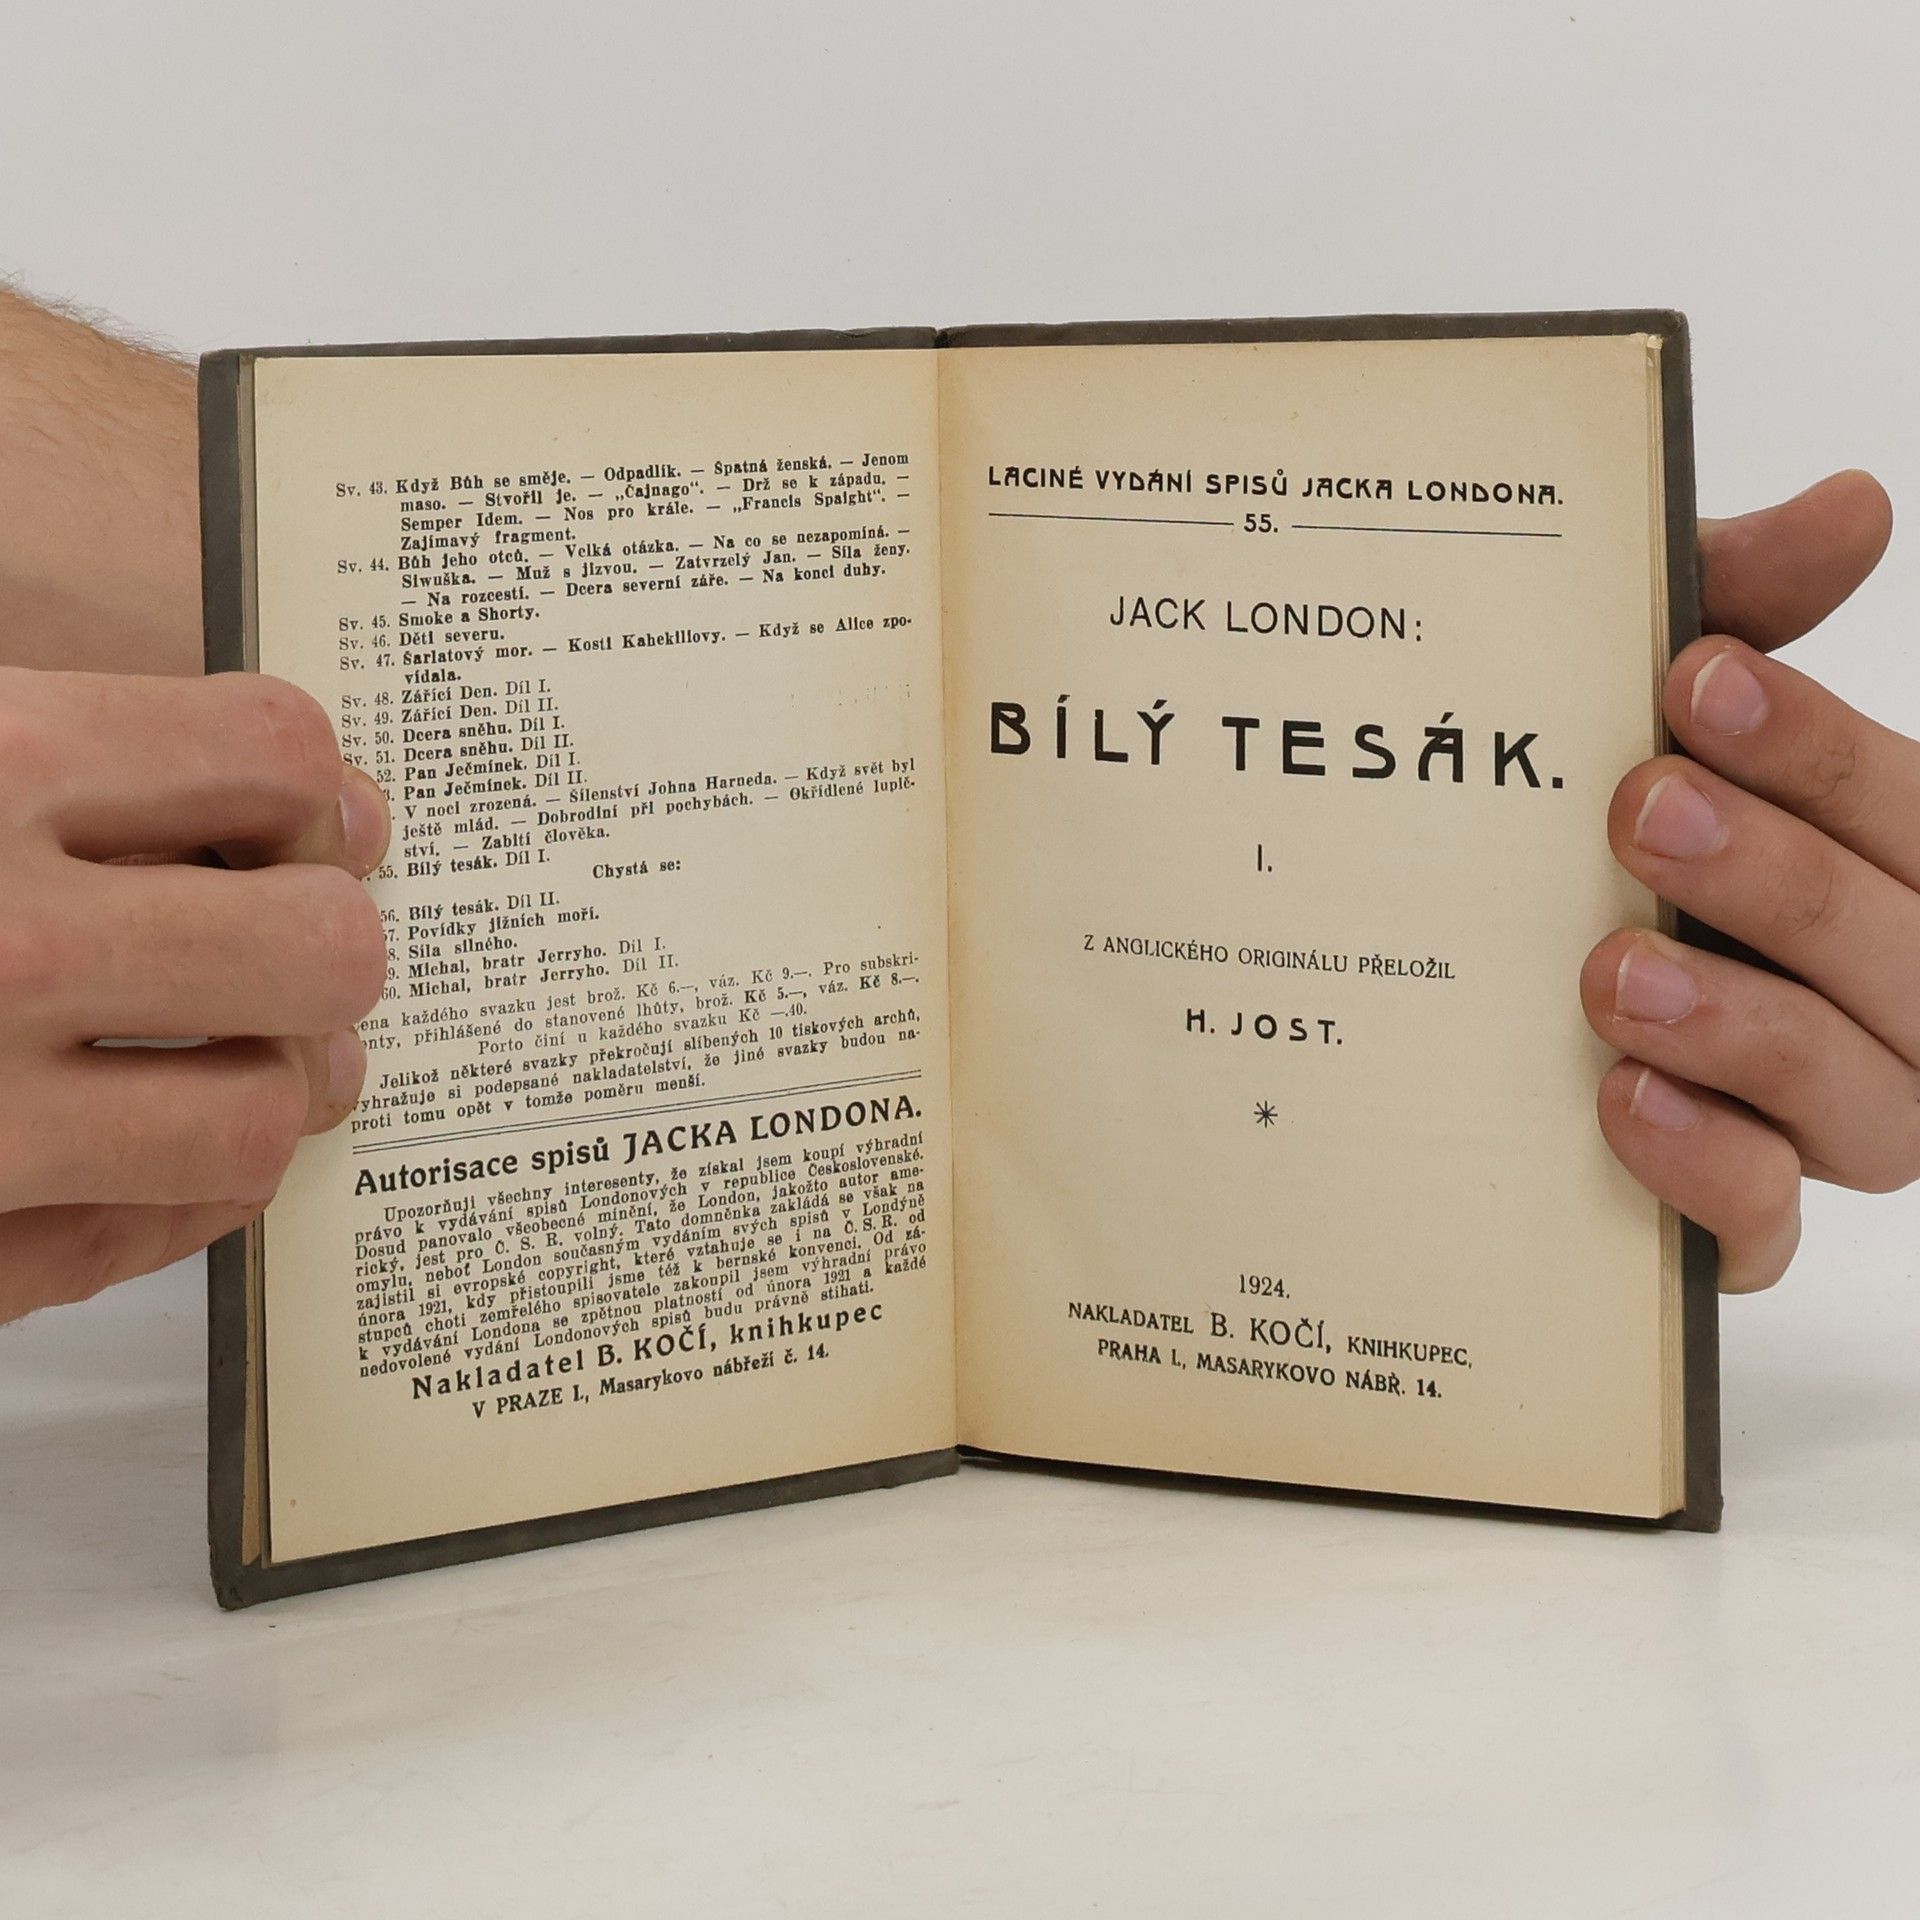 Sv. 43. Když Bůh se směje. — Odpadlík. — Špatná ženská. — Jenom
maso. — Stvořil je. — „Čajnago“. — Drž se k západu. —
Semper Idem. — Nos pro krále. — „Francis Spaight“. —
Zajímavý fragment.
Sv. 44. Bůh jeho otců. — Velká otázka. — Na co se nezapomíná. —
Siwuška. — Muž s jizvou. — Zatvrzelý Jan. — Síla ženy.
— Na rozcestí. — Dcera severní záře. — Na konci duhy.
Sv. 45. Smoke a Shorty.
Sv. 46. Děti severu.
Sv. 47. Šarlatový mor. — Kosti Kahekiliovy. — Když se Alice zpo-
vídala.
Sv. 48. Zářící Den. Díl I.
Sv. 49. Zářící Den. Díl II.
Sv. 50. Dcera sněhu. Díl I.
Sv. 51. Dcera sněhu. Díl II.
52. Pan Ječmínek. Díl I.
3. Pan Ječmínek. Díl II.
V noci zrozená. — Šílenství Johna Harneda. — Když svět byl
ještě mlád. — Dobrodiní při pochybách. — Okřídlené lupič-
ství. — Zabití člověka.
55. Bílý tesák. Díl I.
Chystá se:
56. Bílý tesák. Díl II.
57. Povídky jižních moří.
8. Síla silného.
9. Michal, bratr Jerryho. Díl I.
60. Michal, bratr Jerryho. Díl II.
ena každého svazku jest brož. Kč 6.—, váz. Kč 9.—. Pro subskri-
enty, přihlášené do stanovené lhůty, brož. Kč 5.—, váz. Kč 8.—.
Porto činí u každého svazku Kč —.40.
Jelikož některé svazky překročují slíbených 10 tiskových archů,
vyhražuje si podepsané nakladatelství, že jiné svazky budou na-
proti tomu opět v tomže poměru menší.
Autorisace spisů JACKA LONDONA.
Upozorňuji všechny interesenty, že získal jsem koupí výhradní
právo k vydávání spisů Londonových v republice Československé.
Dosud panovalo všeobecné mínění, že London, jakožto autor ame-
rický, jest pro Č. S. R. volný. Tato domněnka zakládá se však na
omylu, neboť London současným vydáním svých spisů v Londýně
zajistil si evropské copyright, které vztahuje se i na Č. S. R. od
února 1921, kdy přistoupili jsme též k bernské konvenci. Od zá-
stupců choti zemřelého spisovatele zakoupil jsem výhradní právo
k vydávání Londona se zpětnou platností od února 1921 a každé
nedovolené vydání Londonových spisů budu právně stíhati.
Nakladatel B. KOČÍ, knihkupec
V PRAZE I., Masarykovo nábřeží č. 14.
LACINÉ VYDÁNÍ SPISŮ JACKA LONDONA.
55.
JACK LONDON:
BÍLÝ TESÁK.
I.
Z ANGLICKÉHO ORIGINÁLU PŘELOŽIL
H. JOST.
1924.
NAKLADATEL B. KOČÍ, KNIHKUPEC,
PRAHA I., MASARYKOVO NÁBŘ. 14.